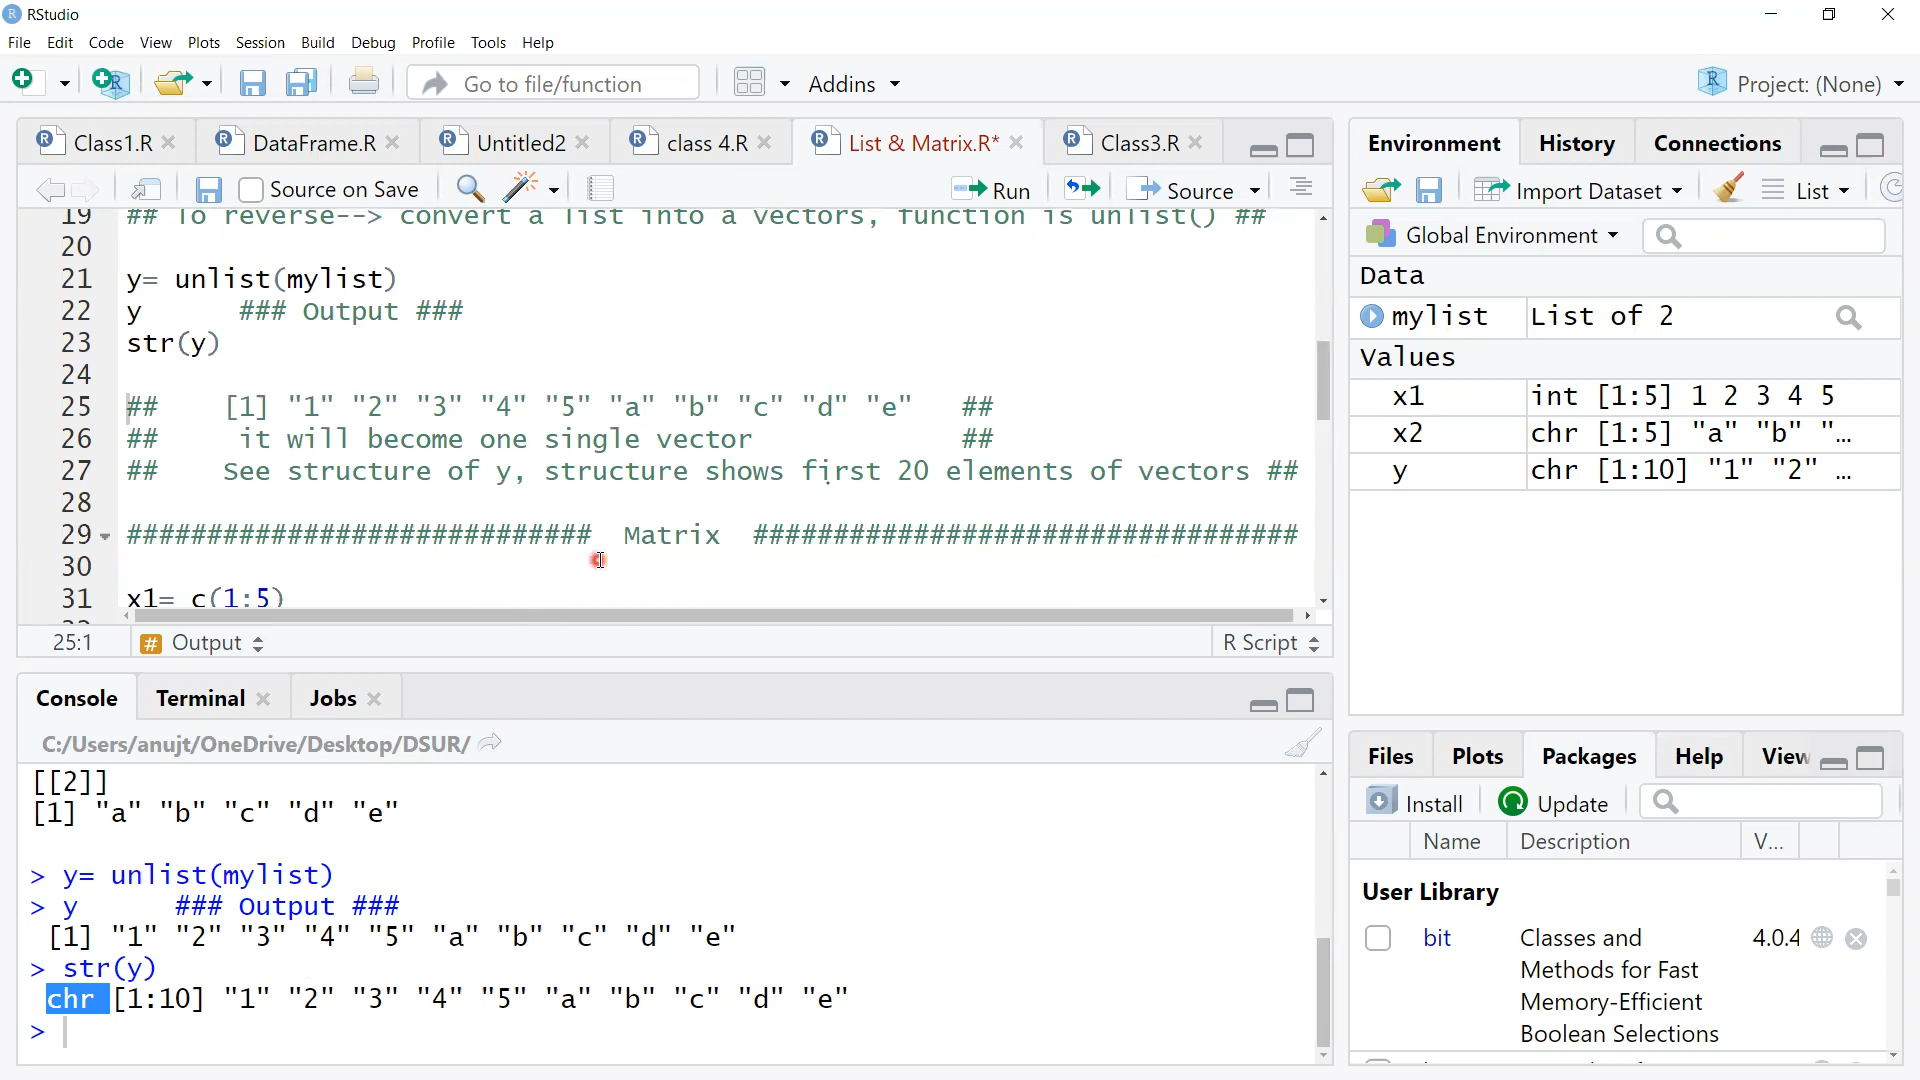 RStudio
File Edit Code View Plots Session Build Debug Profile Tools Help
Go to file/function Addins Project: (None)
Class1.R DataFrame.R Untitled2 class 4.R List & Matrix.R* Class3.R
Source on Save Run Source
19 ## To reverse--> convert a list into a vectors, function is unlist() ##
20
21 y= unlist(mylist)
22 y ### Output ###
23 str(y)
24
25 ## [1] "1" "2" "3" "4" "5" "a" "b" "c" "d" "e" ##
26 ## it will become one single vector ##
27 ## See structure of y, structure shows first 20 elements of vectors ##
28
29 ############################# Matrix ##################################
30
31 x1= c(1:5)
25:1 # Output R Script
Console Terminal Jobs
C:/Users/anujt/OneDrive/Desktop/DSUR/
[[2]]
[1] "a" "b" "c" "d" "e"
> y= unlist(mylist)
> y ### Output ###
[1] "1" "2" "3" "4" "5" "a" "b" "c" "d" "e"
> str(y)
chr [1:10] "1" "2" "3" "4" "5" "a" "b" "c" "d" "e"
>
Environment History Connections
Import Dataset List
Global Environment
Data
mylist List of 2
Values
x1 int [1:5] 1 2 3 4 5
x2 chr [1:5] "a" "b" "…
y chr [1:10] "1" "2" …
Files Plots Packages Help View
Install Update
Name Description V...
User Library
bit Classes and 4.0.4
Methods for Fast
Memory-Efficient
Boolean Selections